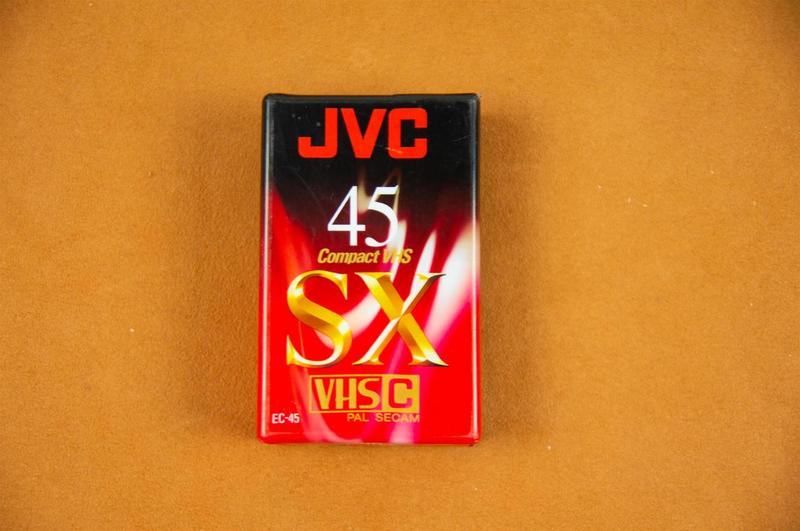 JVC
45
Compact VHS
SX
VHS C
PAL SECAM
EC-45